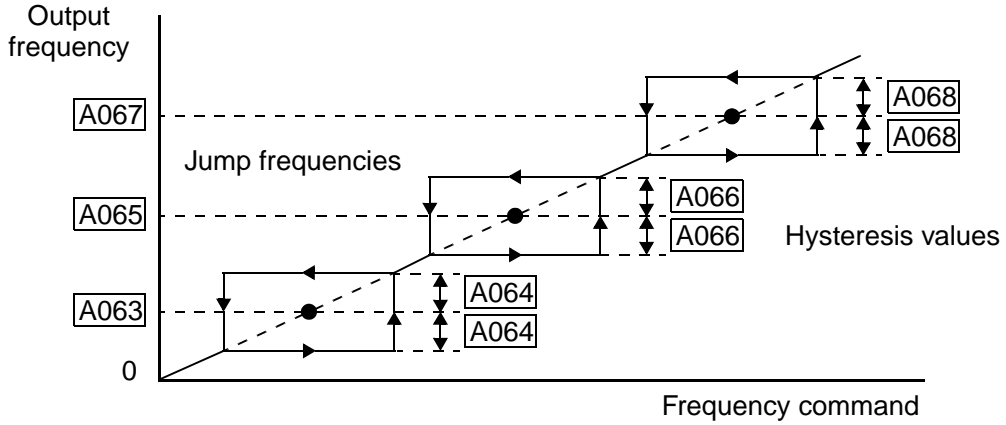 Output
frequency
A067
A068
A068
Jump frequencies
A065
A066
A066
Hysteresis values
A063
A064
A064
0
Frequency command